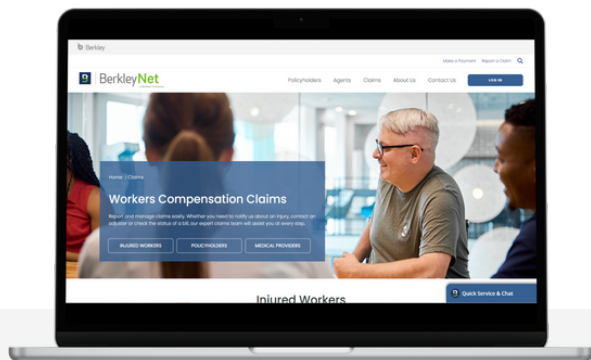 Berkley
Make a Payment Report a Claim
BerkleyNet
Policyholders Agents Claims About Us Contact Us LOG IN
Home / Claims
Workers Compensation Claims
Report and manage claims easily. Whether you need to notify us about an injury, contact an
adjuster or check the status of a bill, our expert claims team will assist you at every step.
INJURED WORKERS POLICYHOLDERS MEDICAL PROVIDERS
Injured Workers
Quick Service & Chat